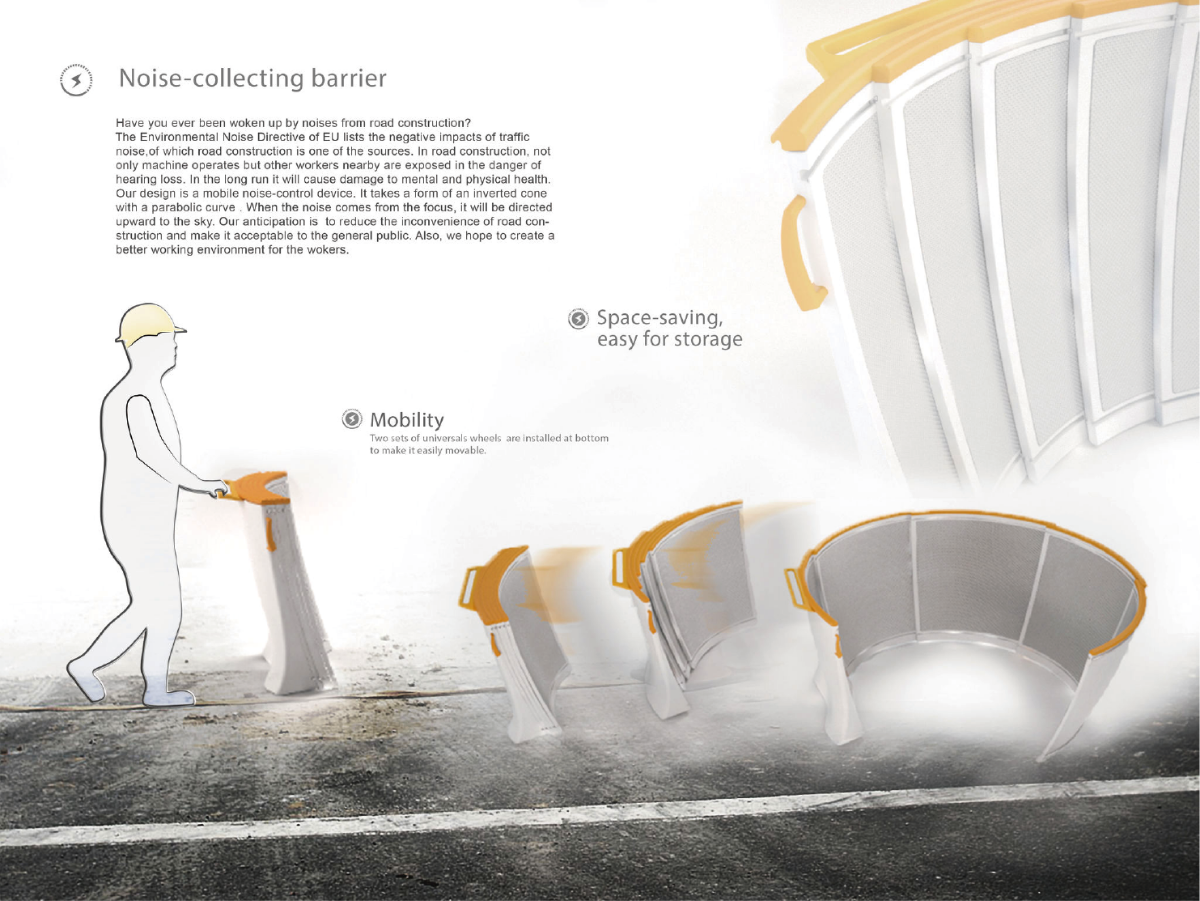 Noise-collecting barrier
Have you ever been woken up by noises from road construction?
The Environmental Noise Directive of EU lists the negative impacts of traffic
noise,of which road construction is one of the sources. In road construction, not
only machine operates but other workers nearby are exposed in the danger of
hearing loss. In the long run it will cause damage to mental and physical health.
Our design is a mobile noise-control device. It takes a form of an inverted cone
with a parabolic curve . When the noise comes from the focus, it will be directed
upward to the sky. Our anticipation is  to reduce the inconvenience of road con-
struction and make it acceptable to the general public. Also, we hope to create a
better working environment for the wokers.
Space-saving,
easy for storage
Mobility
Two sets of universals wheels  are installed at bottom
to make it easily movable.